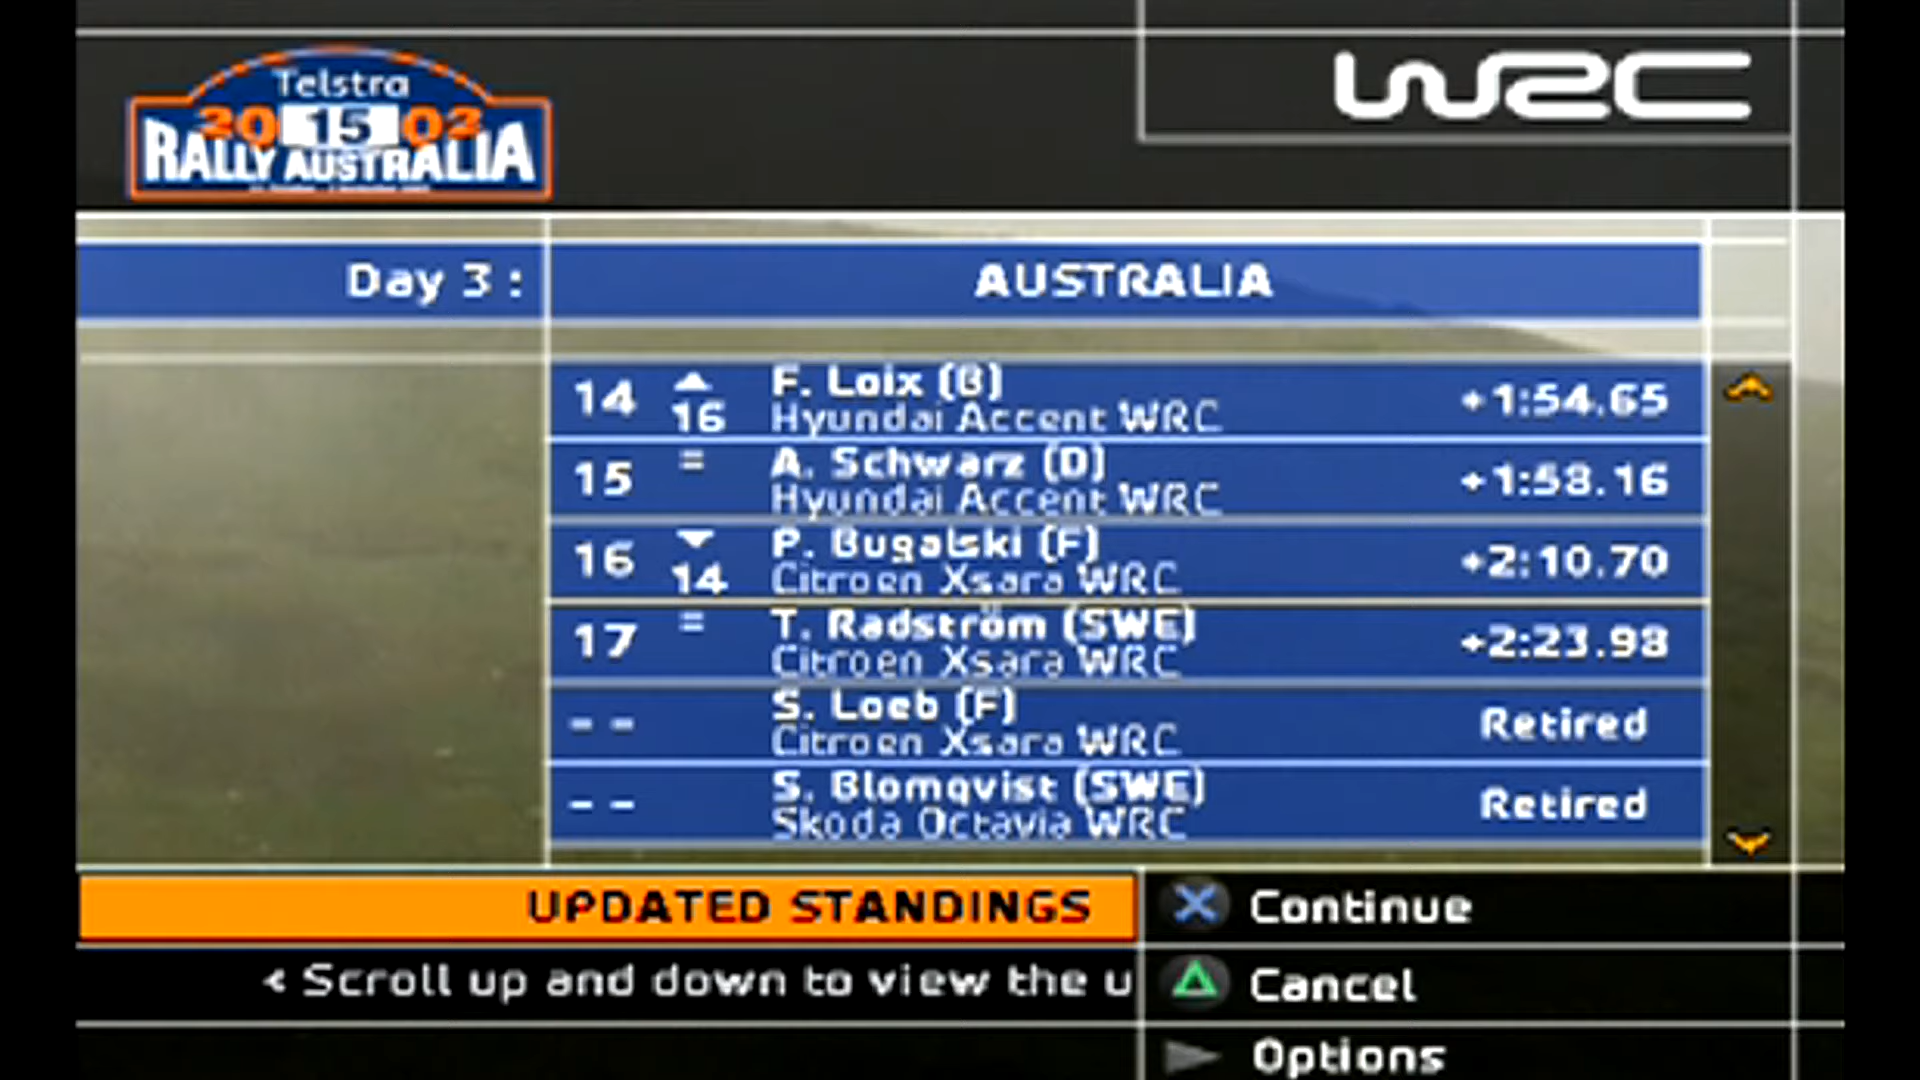 Telstra
20 15 02
RALLY AUSTRALIA
WRC
Day 3 :
AUSTRALIA
14 16 F. Loix (B) +1:54.65
Hyundai Accent WRC
15 = A. Schwarz (D) +1:58.16
Hyundai Accent WRC
16 14 P. Bugalski (F) +2:10.70
Citroen Xsara WRC
17 = T. Radström (SWE) +2:23.98
Citroen Xsara WRC
-- S. Loeb (F) Retired
Citroen Xsara WRC
-- S. Blomqvist (SWE) Retired
Skoda Octavia WRC
UPDATED STANDINGS
Continue
< Scroll up and down to view the u
Cancel
Options